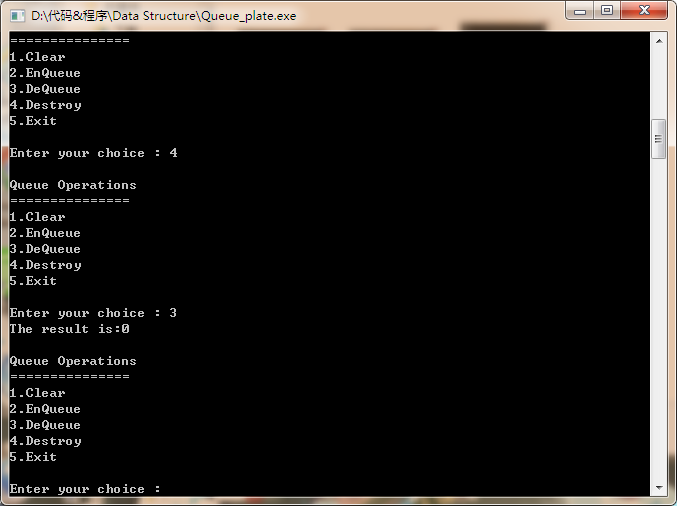 D:\代码&程序\Data Structure\Queue_plate.exe
===============
1.Clear
2.EnQueue
3.DeQueue
4.Destroy
5.Exit
Enter your choice : 4
Queue Operations
===============
1.Clear
2.EnQueue
3.DeQueue
4.Destroy
5.Exit
Enter your choice : 3
The result is:0
Queue Operations
===============
1.Clear
2.EnQueue
3.DeQueue
4.Destroy
5.Exit
Enter your choice :